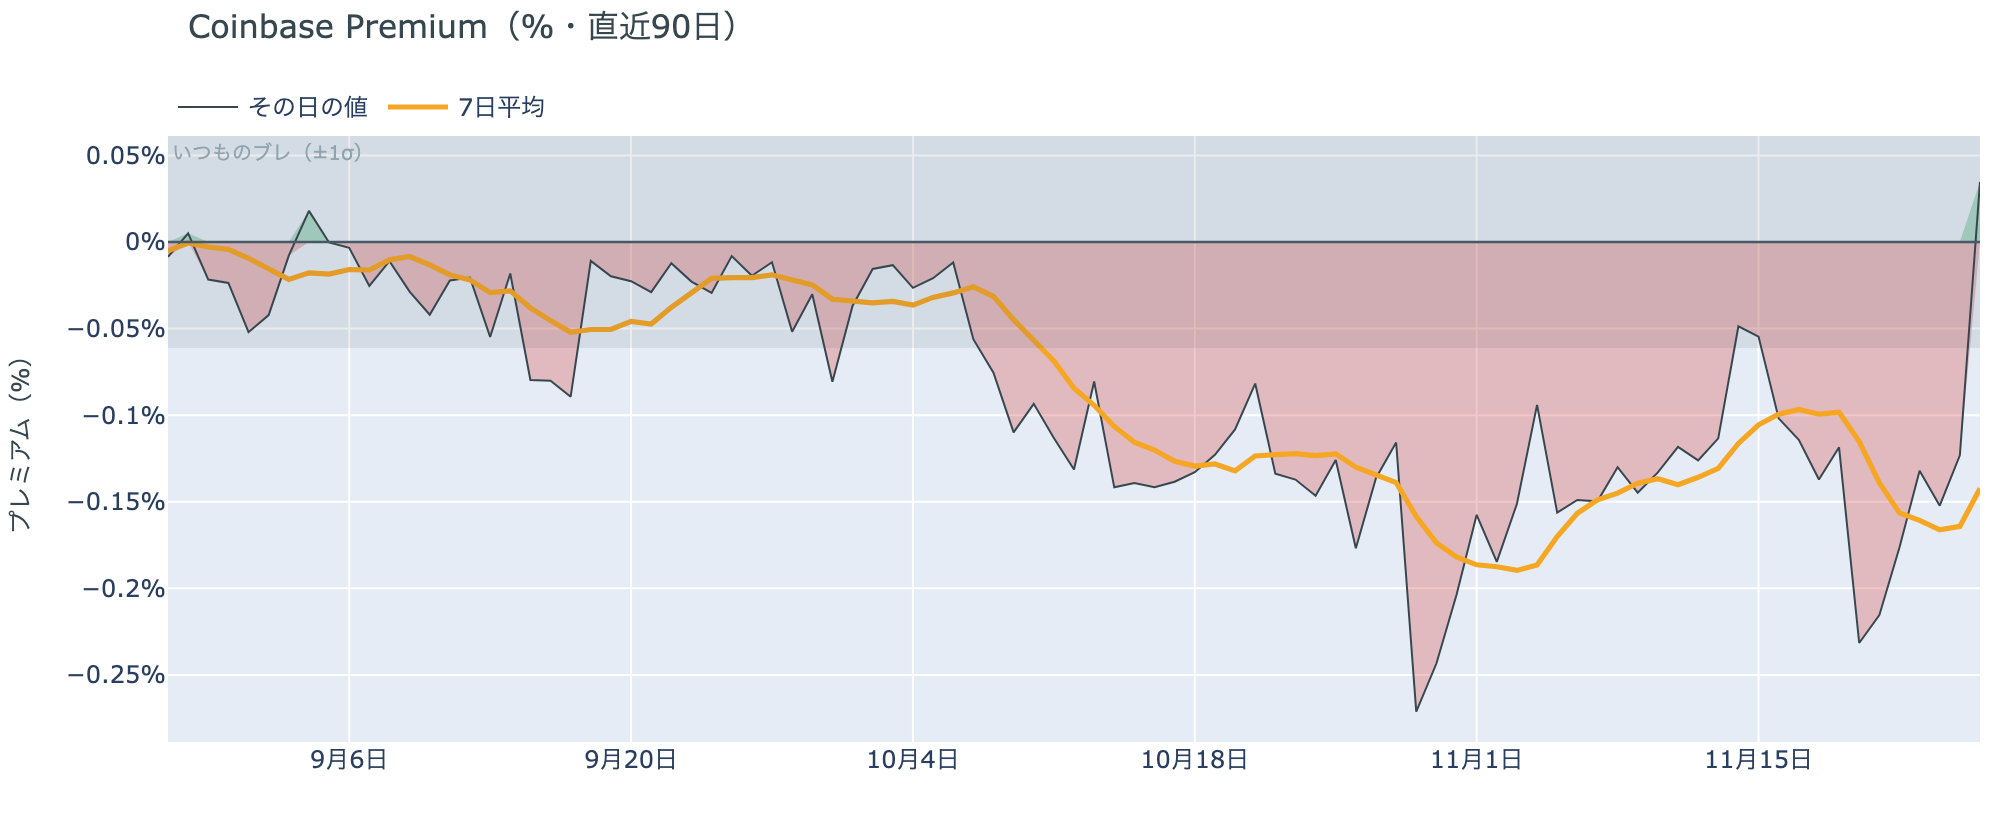 Coinbase Premium（%・直近90日）
その日の値
7日平均
いつものブレ（±1σ）
0.05%
0%
−0.05%
−0.1%
−0.15%
−0.2%
−0.25%
プレミアム（%）
9月6日
9月20日
10月4日
10月18日
11月1日
11月15日